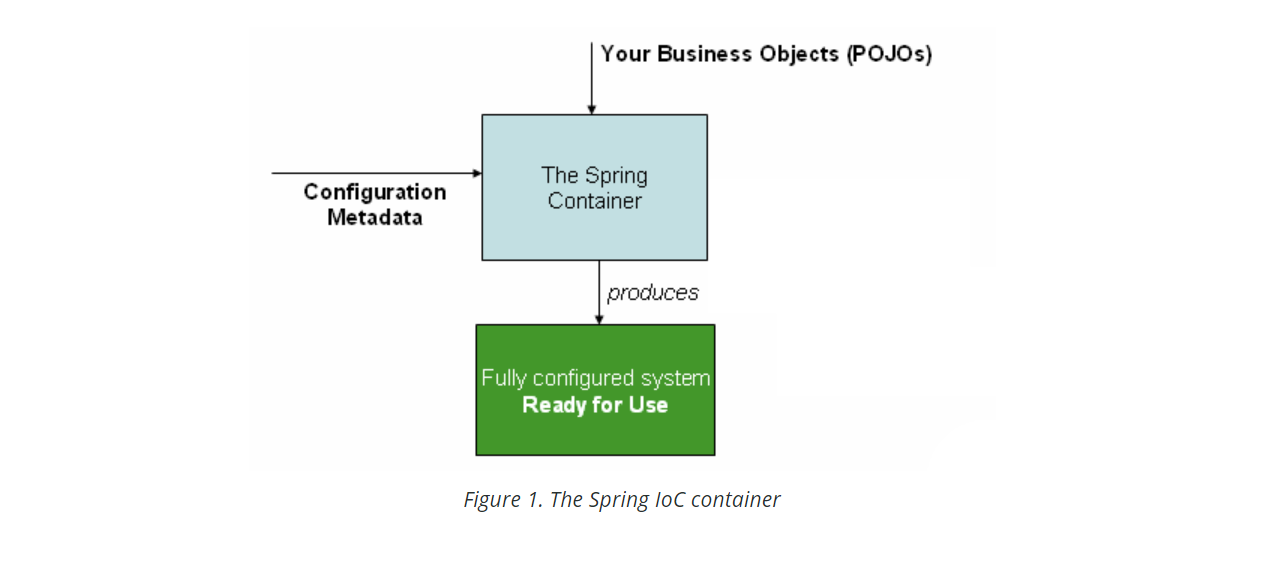 Your Business Objects (POJOs)
The Spring
Container
Configuration
Metadata
produces
Fully configured system
Ready for Use
Figure 1. The Spring IoC container